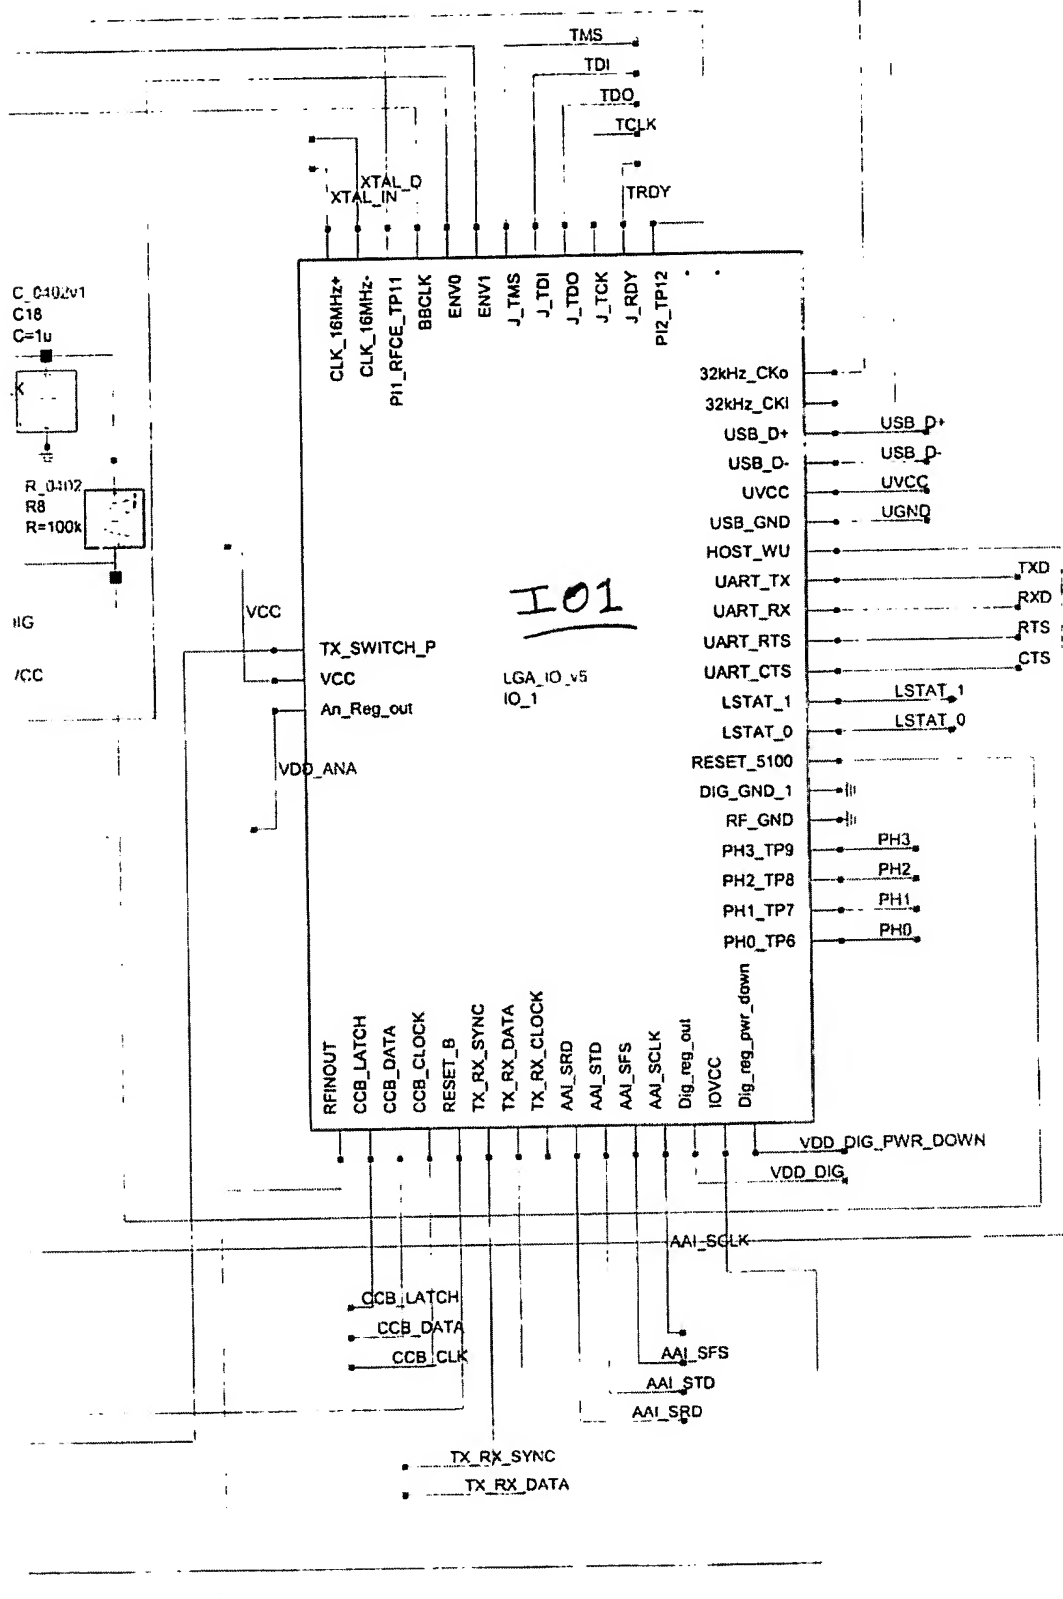 TMS
TDI
TDO
TCLK
TRDY
XTAL_D
XTAL_IN
CLK_16MHz+
CLK_16MHz-
PI1_RFCE_TP11
BBCLK
ENV0
ENV1
J_TMS
J_TDI
J_TDO
J_TCK
J_RDY
PI2_TP12
C_0402v1
C18
C=1u
R_0402
R8
R=100k
VCC
TX_SWITCH_P
VCC
An_Reg_out
VDD_ANA
IO1
LGA_IO_v5
IO_1
32kHz_CKo
32kHz_CKI
USB_D+
USB_D-
UVCC
USB_GND
HOST_WU
UART_TX
UART_RX
UART_RTS
UART_CTS
LSTAT_1
LSTAT_0
RESET_5100
DIG_GND_1
RF_GND
PH3_TP9
PH2_TP8
PH1_TP7
PH0_TP6
USB_D+
USB_D-
UVCC
UGND
TXD
RXD
RTS
CTS
LSTAT_1
LSTAT_0
PH3
PH2
PH1
PH0
RFINOUT
CCB_LATCH
CCB_DATA
CCB_CLOCK
RESET_B
TX_RX_SYNC
TX_RX_DATA
TX_RX_CLOCK
AAI_SRD
AAI_STD
AAI_SFS
AAI_SCLK
Dig_reg_out
IOVCC
Dig_reg_pwr_down
VDD_DIG_PWR_DOWN
VDD_DIG
AAI_SCLK
CCB_LATCH
CCB_DATA
CCB_CLK
AAI_SFS
AAI_STD
AAI_SRD
TX_RX_SYNC
TX_RX_DATA